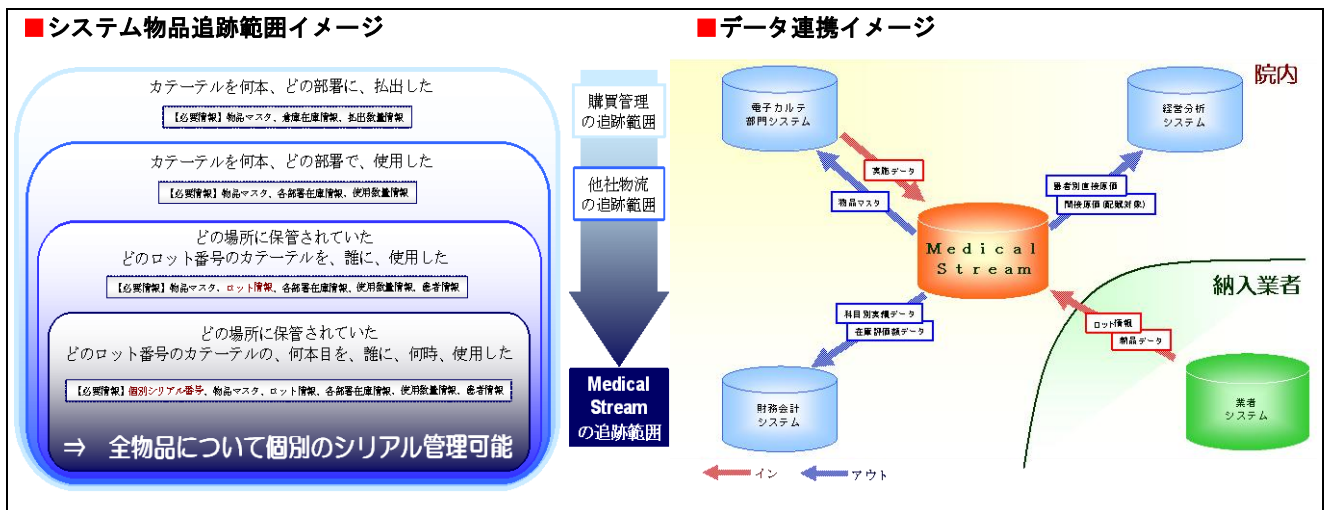 ■システム物品追跡範囲イメージ
カテーテルを何本、どの部署に、払出した
【必要情報】物品マスタ、倉庫在庫情報、払出数量情報
カテーテルを何本、どの部署で、使用した
【必要情報】物品マスタ、各部署在庫情報、使用数量情報
どの場所に保管されていた
どのロット番号のカテーテルを、誰に、使用した
【必要情報】物品マスタ、ロット情報、各部署在庫情報、使用数量情報、患者情報
どの場所に保管されていた
どのロット番号のカテーテルの、何本目を、誰に、何時、使用した
【必要情報】個別シリアル番号、物品マスタ、ロット情報、各部署在庫情報、使用数量情報、患者情報
⇒ 全物品について個別のシリアル管理可能
購買管理
の追跡範囲
他社物流
の追跡範囲
Medical
Stream
の追跡範囲
■データ連携イメージ
院内
電子カルテ
部門システム
経営分析
システム
実施データ
物品マスタ
患者別直接原価
間接原価(配賦対象)
Medical
Stream
納入業者
科目別実績データ
在庫評価額データ
ロット情報
納品データ
財務会計
システム
業者
システム
イン
アウト